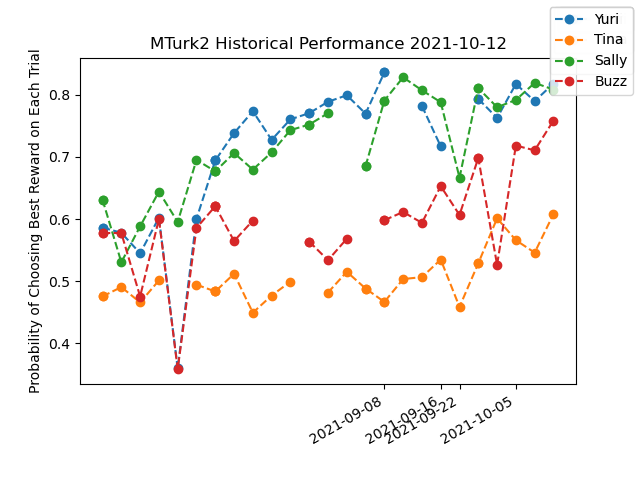 MTurk2 Historical Performance 2021-10-12
Yuri
Tina
Sally
Buzz
Probability of Choosing Best Reward on Each Trial
0.8
0.7
0.6
0.5
0.4
2021-09-08
2021-09-16
2021-09-22
2021-10-05